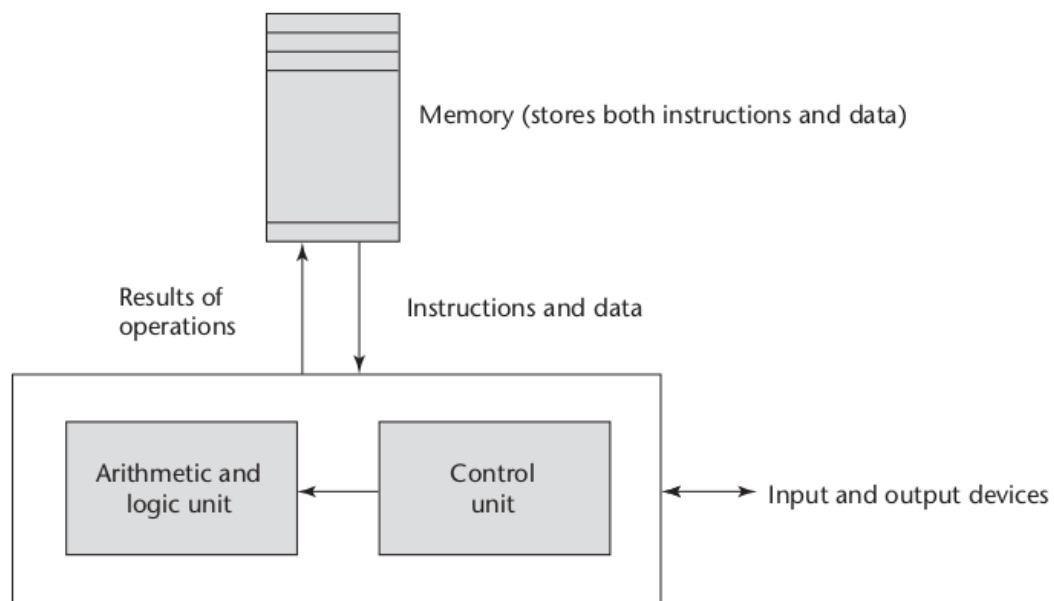 Memory (stores both instructions and data)
Results of
operations
Instructions and data
Arithmetic and
logic unit
Control
unit
Input and output devices